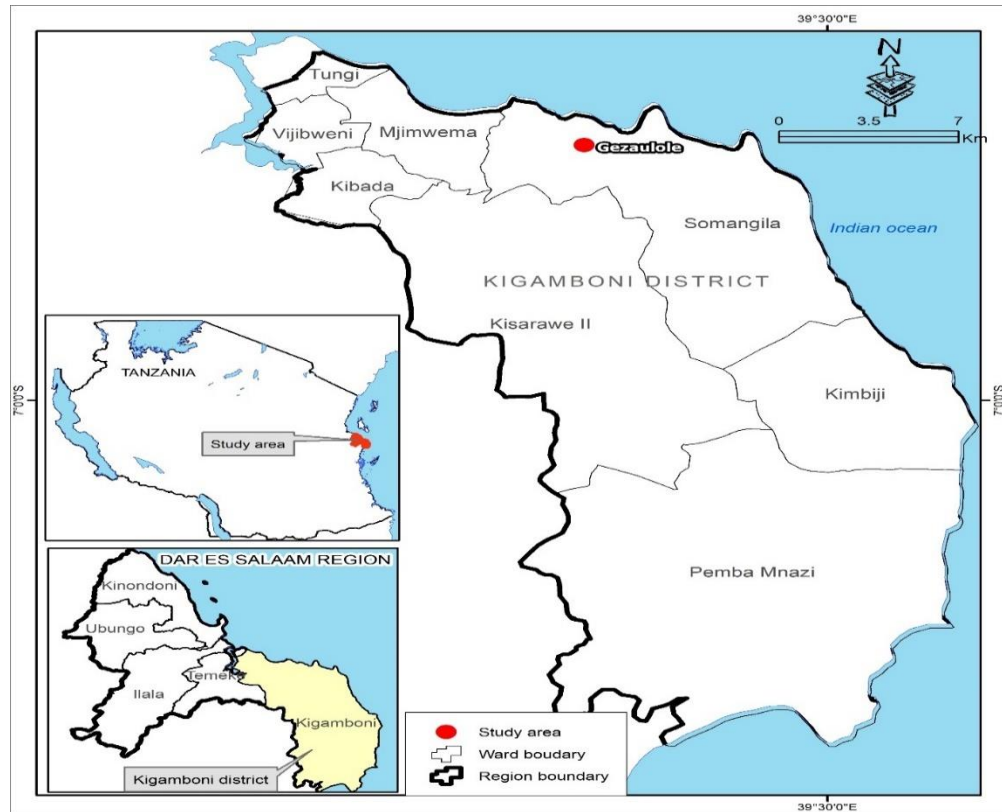 39°30'0"E
N
0 3.5 7
Km
Tungi
Vijibweni
Mjimwema
Gezaulole
Kibada
Somangila
Indian ocean
KIGAMBONI DISTRICT
Kisarawe II
Kimbiji
7°0'0"S
7°0'0"S
Pemba Mnazi
TANZANIA
Study area
DAR ES SALAAM REGION
Kinondoni
Ubungo
Temeke
Ilala
Kigamboni
Kigamboni district
Study area
Ward boudary
Region boundary
39°30'0"E